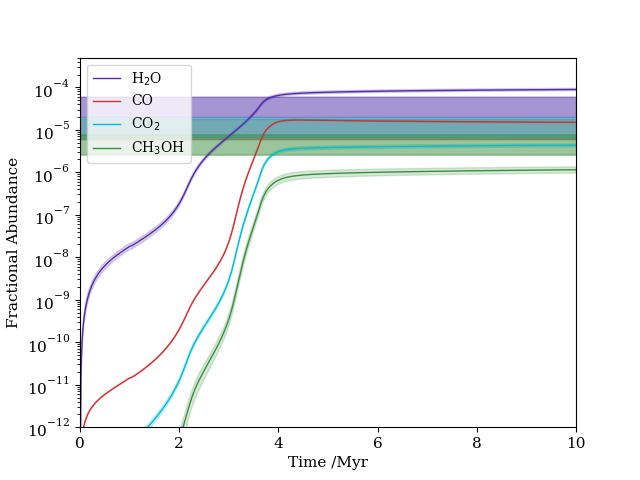 H₂O
CO
CO₂
CH₃OH
Fractional Abundance
10⁻⁴
10⁻⁵
10⁻⁶
10⁻⁷
10⁻⁸
10⁻⁹
10⁻¹⁰
10⁻¹¹
10⁻¹²
0 2 4 6 8 10
Time /Myr